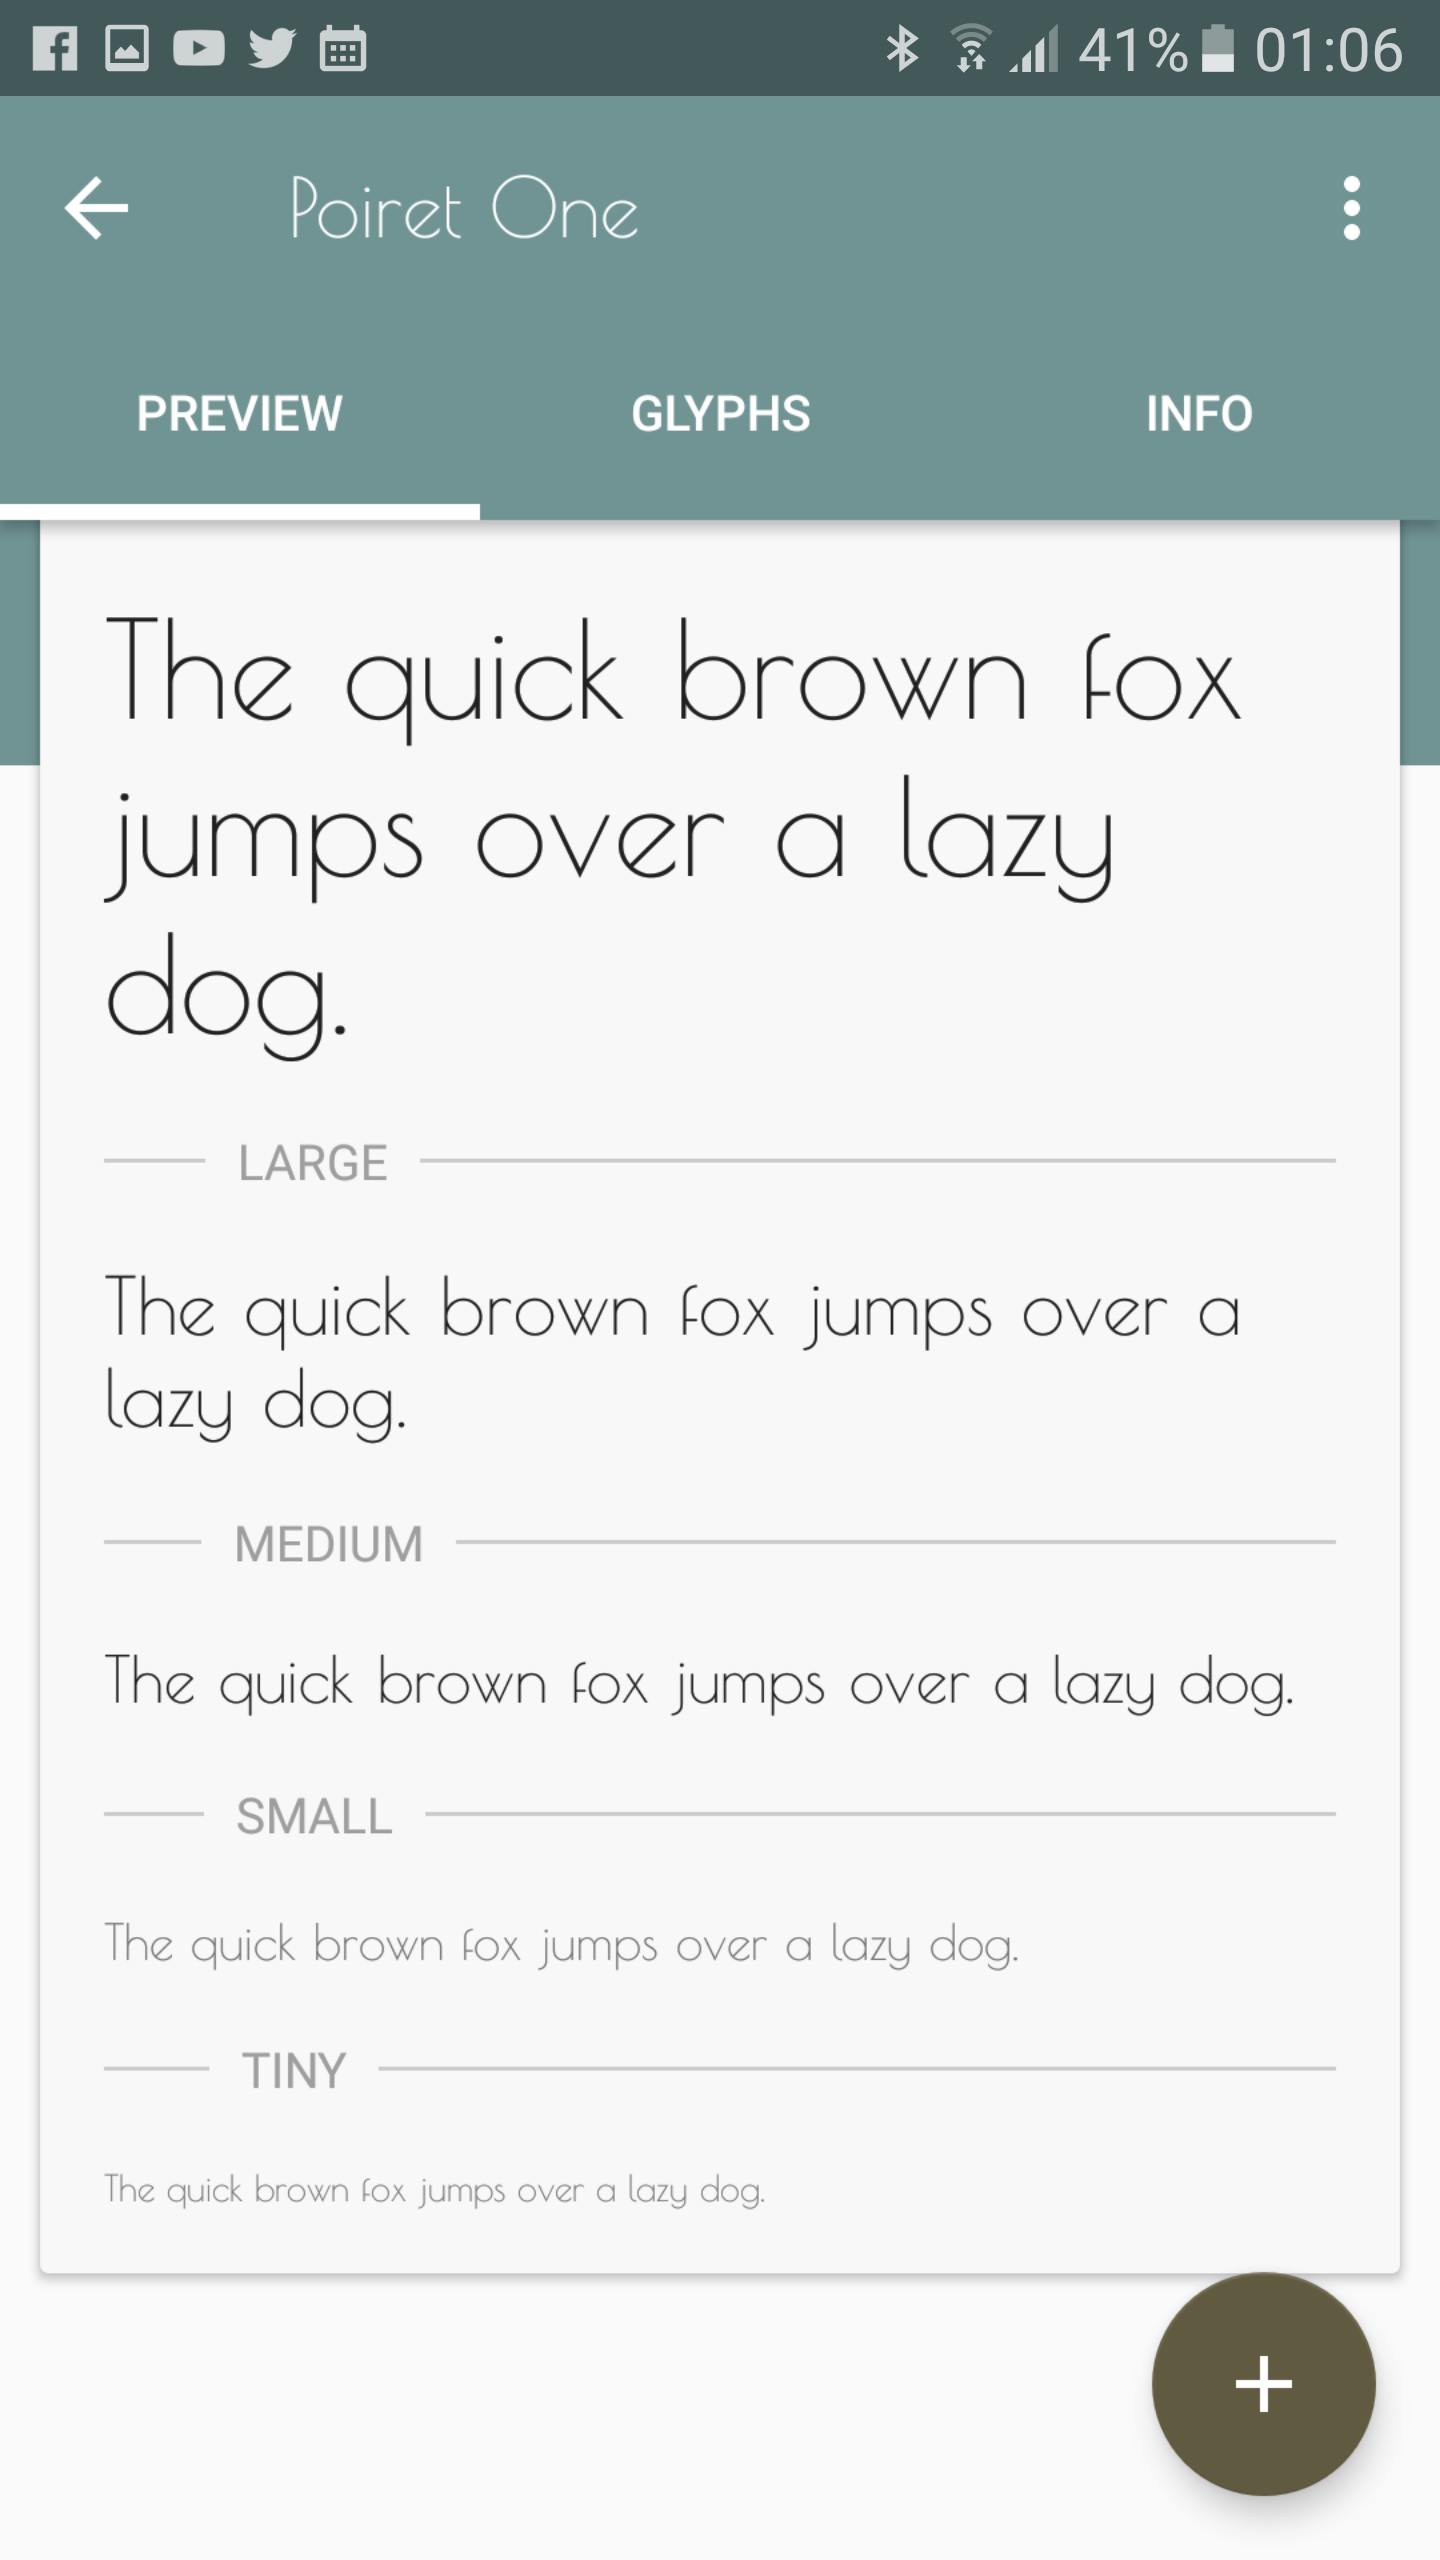 41% 01:06
Poiret One
PREVIEW GLYPHS INFO
The quick brown fox
jumps over a lazy
dog.
LARGE
The quick brown fox jumps over a
lazy dog.
MEDIUM
The quick brown fox jumps over a lazy dog.
SMALL
The quick brown fox jumps over a lazy dog.
TINY
The quick brown fox jumps over a lazy dog.